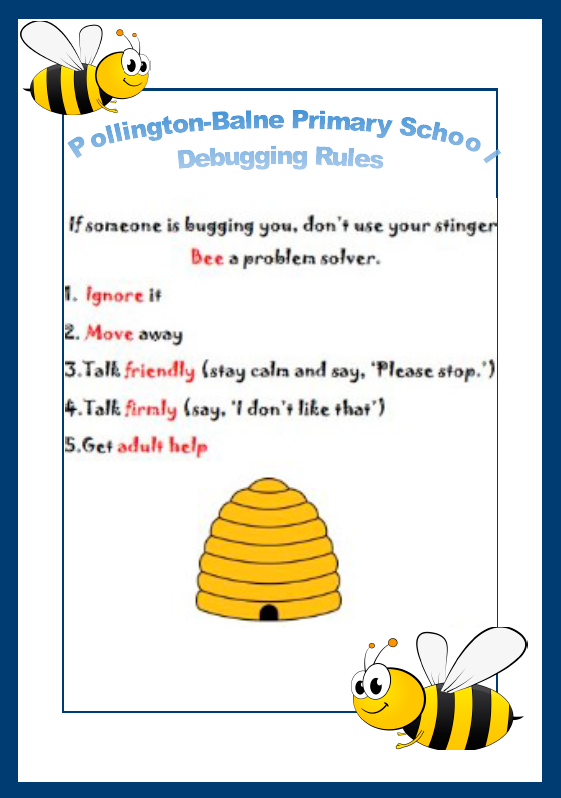 Pollington-Balne Primary School
Debugging Rules
If someone is bugging you, don't use your stinger
Bee a problem solver.
1. Ignore it
2. Move away
3.Talk friendly (stay calm and say, 'Please stop.')
4.Talk firmly (say, 'I don't like that')
5.Get adult help